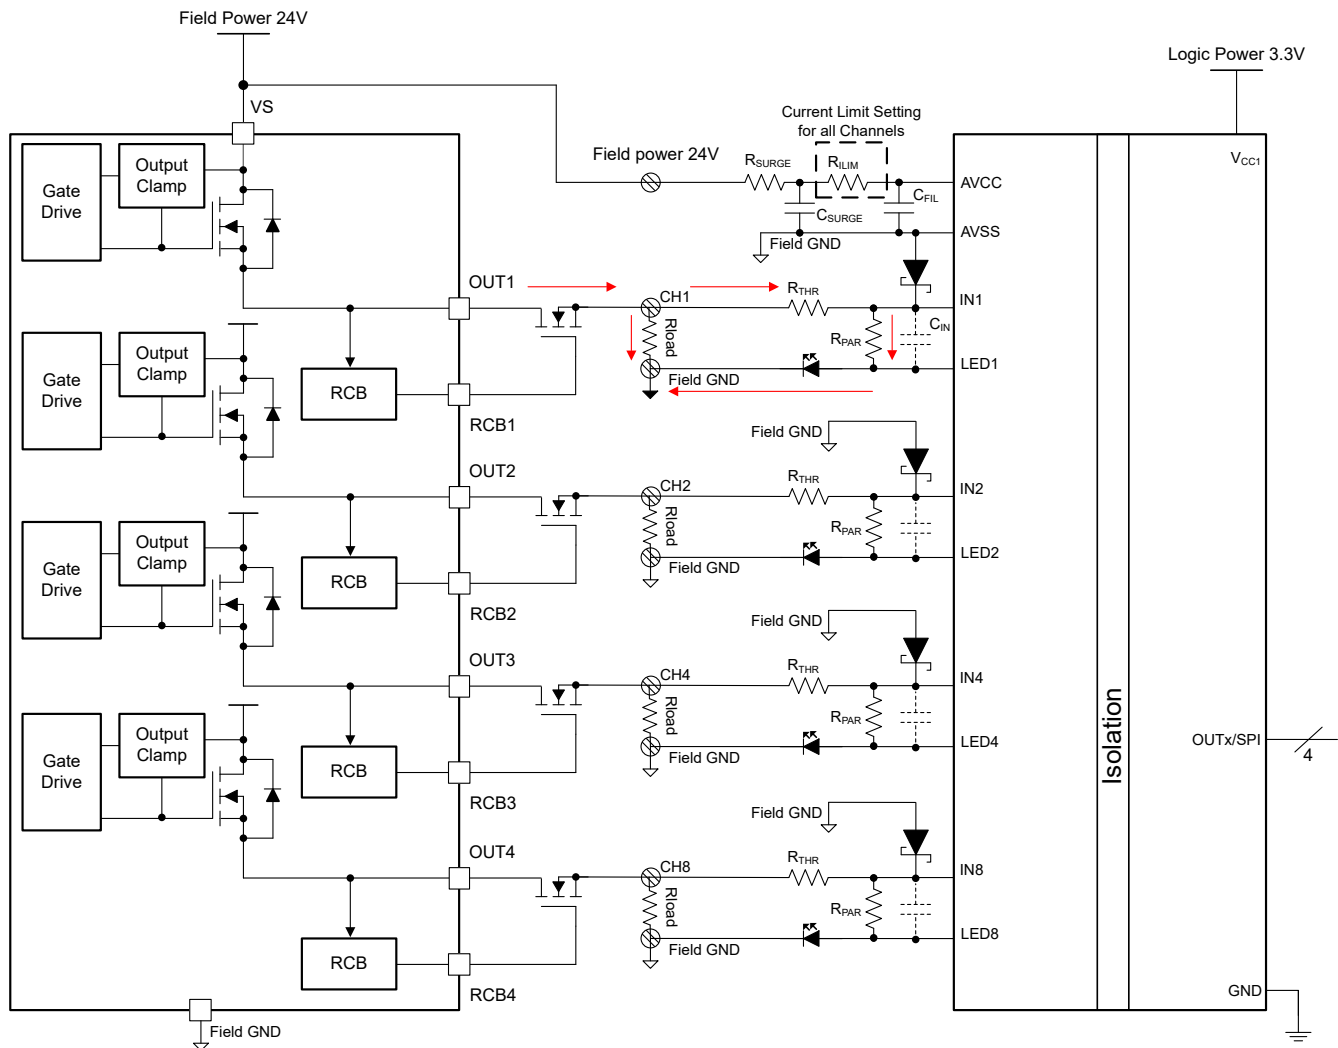 Field Power 24V
Logic Power 3.3V
VS
Current Limit Setting
for all Channels
Field power 24V
RSURGE
RILIM
VCC1
AVCC
CSURGE
CFIL
AVSS
Field GND
Gate
Drive
Output
Clamp
OUT1
CH1
RTHR
IN1
Rload
RPAR
CIN
LED1
Field GND
RCB
RCB1
Gate
Drive
Output
Clamp
Field GND
OUT2
CH2
RTHR
IN2
Rload
RPAR
LED2
Field GND
RCB
RCB2
Gate
Drive
Output
Clamp
Field GND
OUT3
CH4
RTHR
IN4
Rload
RPAR
LED4
Field GND
RCB
RCB3
Isolation
OUTx/SPI
4
Gate
Drive
Output
Clamp
Field GND
OUT4
CH8
RTHR
IN8
Rload
RPAR
LED8
Field GND
RCB
RCB4
GND
Field GND